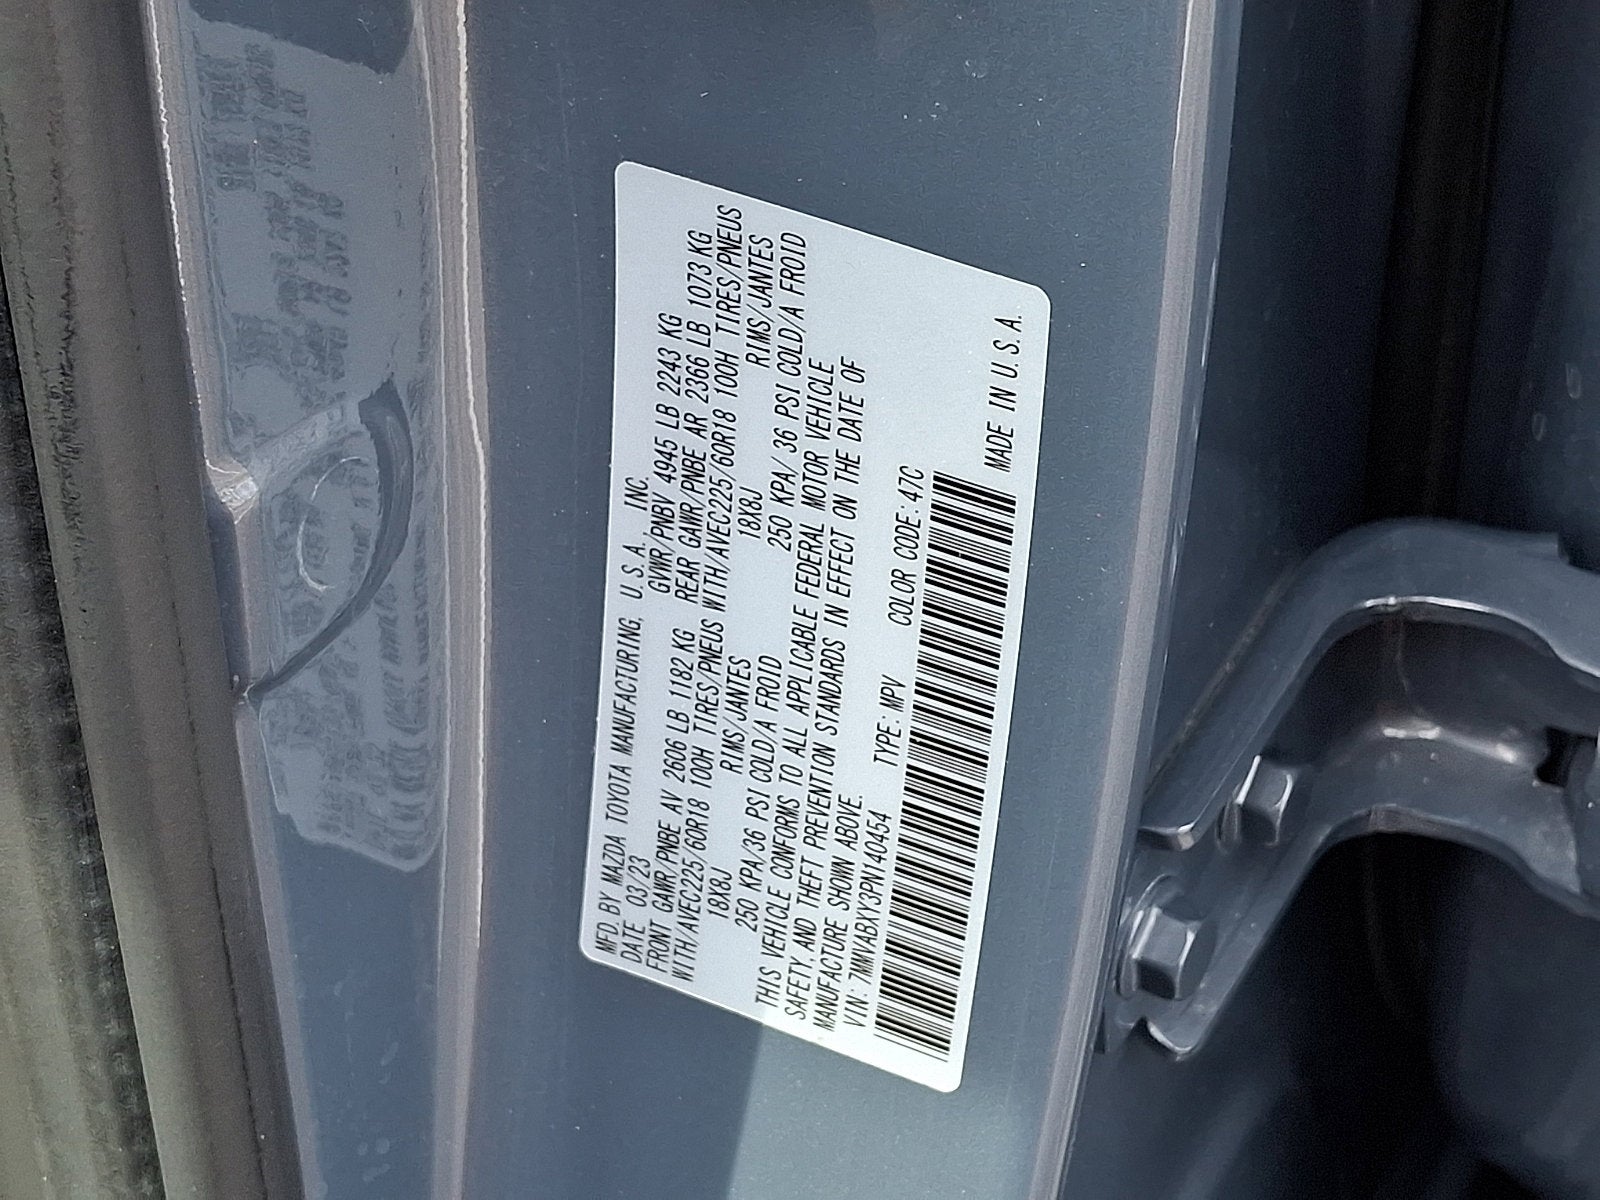 MFD. BY MAZDA TOYOTA MANUFACTURING, U.S.A., INC.
DATE 03/23 GVWR/PNBV 4945 LB 2243 KG
FRONT GAWR/PNBE AV 2606 LB 1182 KG REAR GAWR/PNBE AR 2366 LB 1073 KG
WITH/AVEC225/60R18 100H TIRES/PNEUS WITH/AVEC225/60R18 100H TIRES/PNEUS
18X8J RIMS/JANTES 18X8J RIMS/JANTES
250 KPA/36 PSI COLD/A FROID 250 KPA/ 36 PSI COLD/A FROID
THIS VEHICLE CONFORMS TO ALL APPLICABLE FEDERAL MOTOR VEHICLE
SAFETY, AND THEFT PREVENTION STANDARDS IN EFFECT ON THE DATE OF
MANUFACTURE SHOWN ABOVE.
VIN: 7MMVABXY3PN140454 TYPE: MPV COLOR CODE: 47C
MADE IN U.S.A.